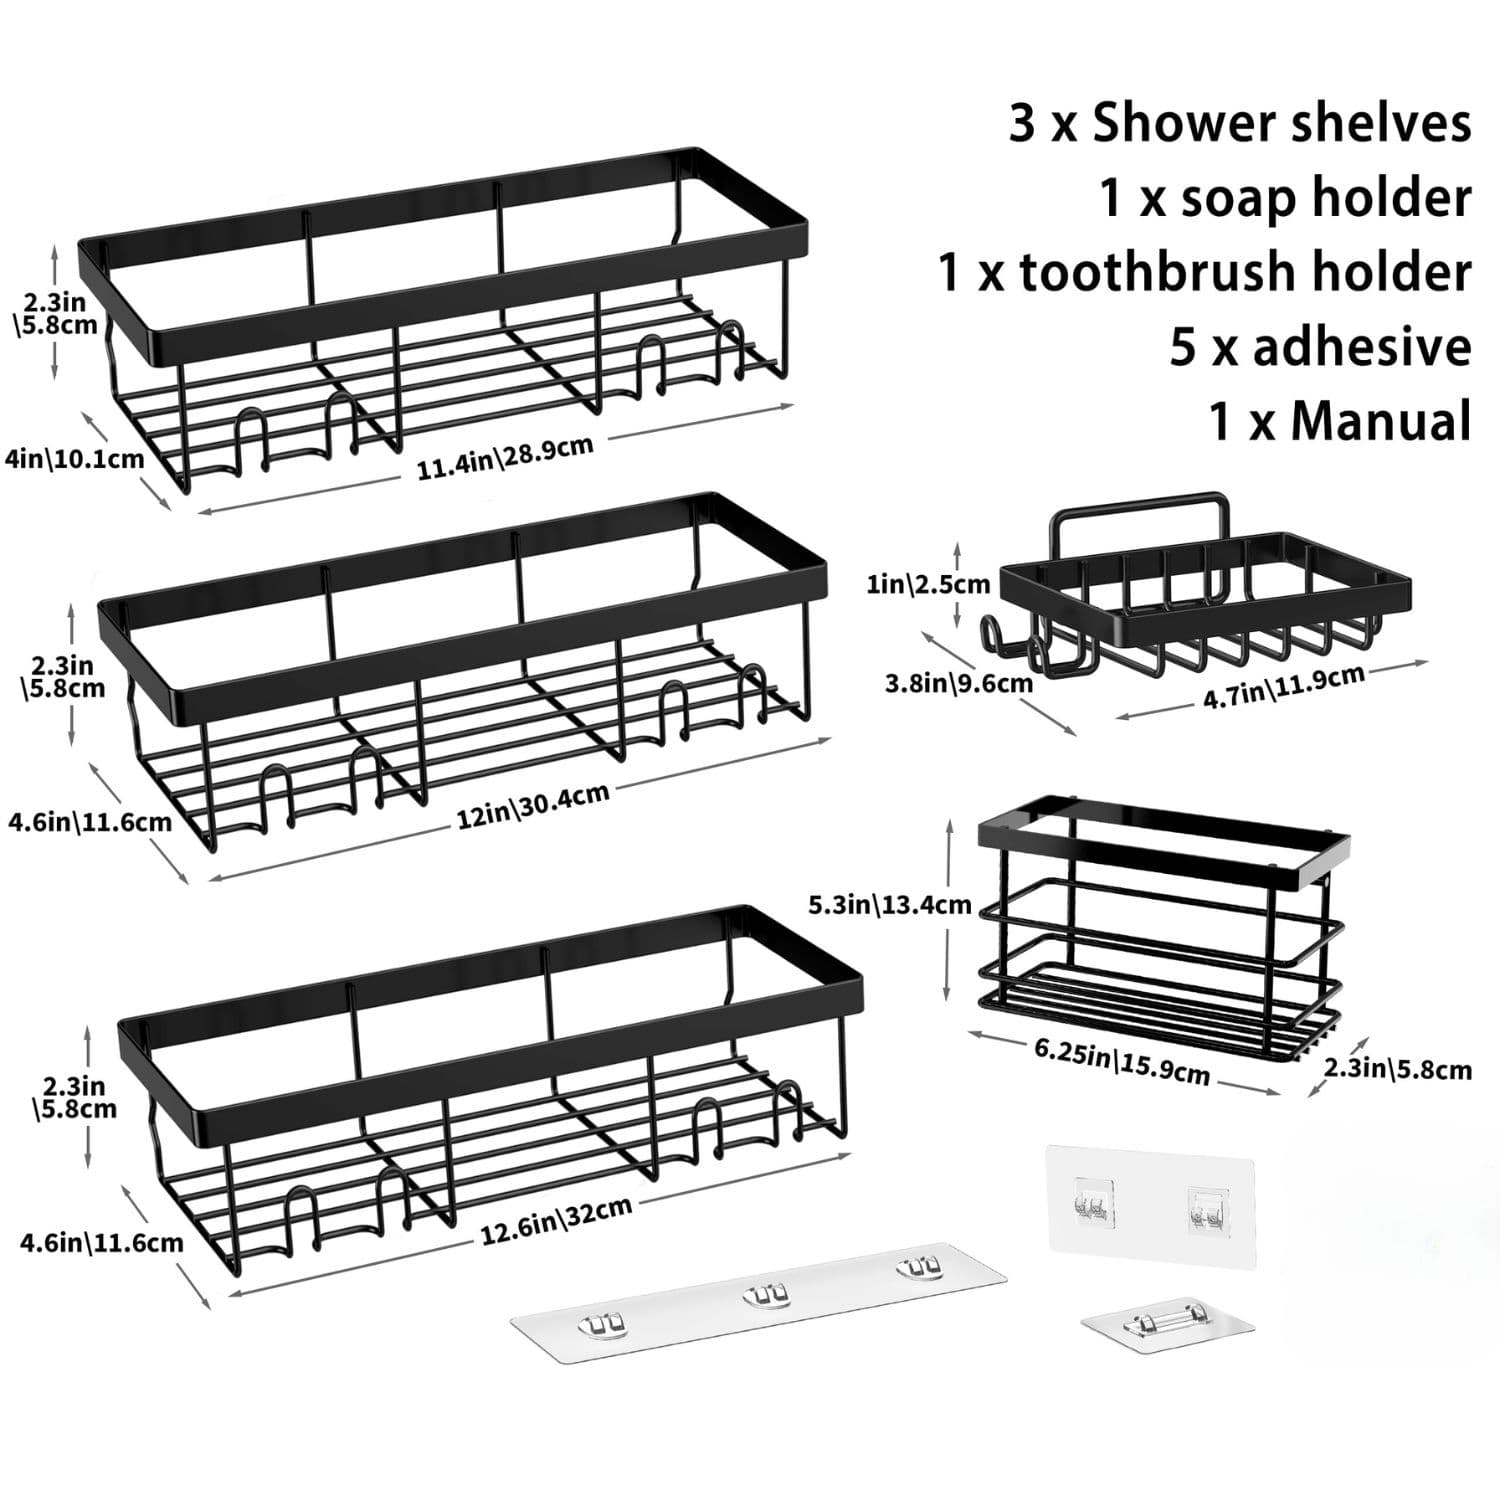 3 x Shower shelves
1 x soap holder
1 x toothbrush holder
5 x adhesive
1 x Manual
2.3in
\5.8cm
4in\10.1cm
11.4in\28.9cm
2.3in
\5.8cm
4.6in\11.6cm
12in\30.4cm
2.3in
\5.8cm
4.6in\11.6cm
12.6in\32cm
1in\2.5cm
3.8in\9.6cm
4.7in\11.9cm
5.3in\13.4cm
6.25in\15.9cm
2.3in\5.8cm